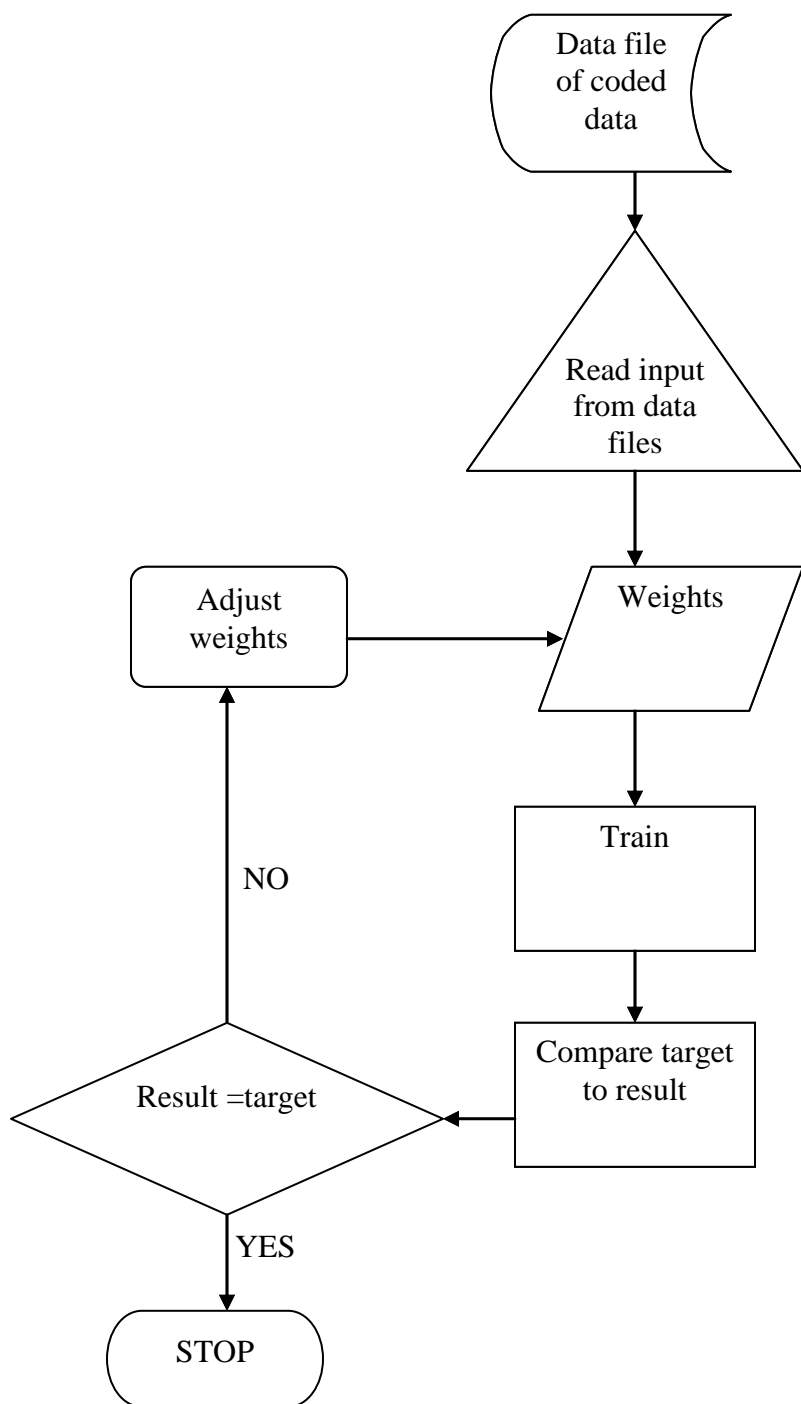 Data file
of coded
data
Read input
from data
files
Weights
Adjust
weights
Train
NO
Compare target
to result
Result =target
YES
STOP